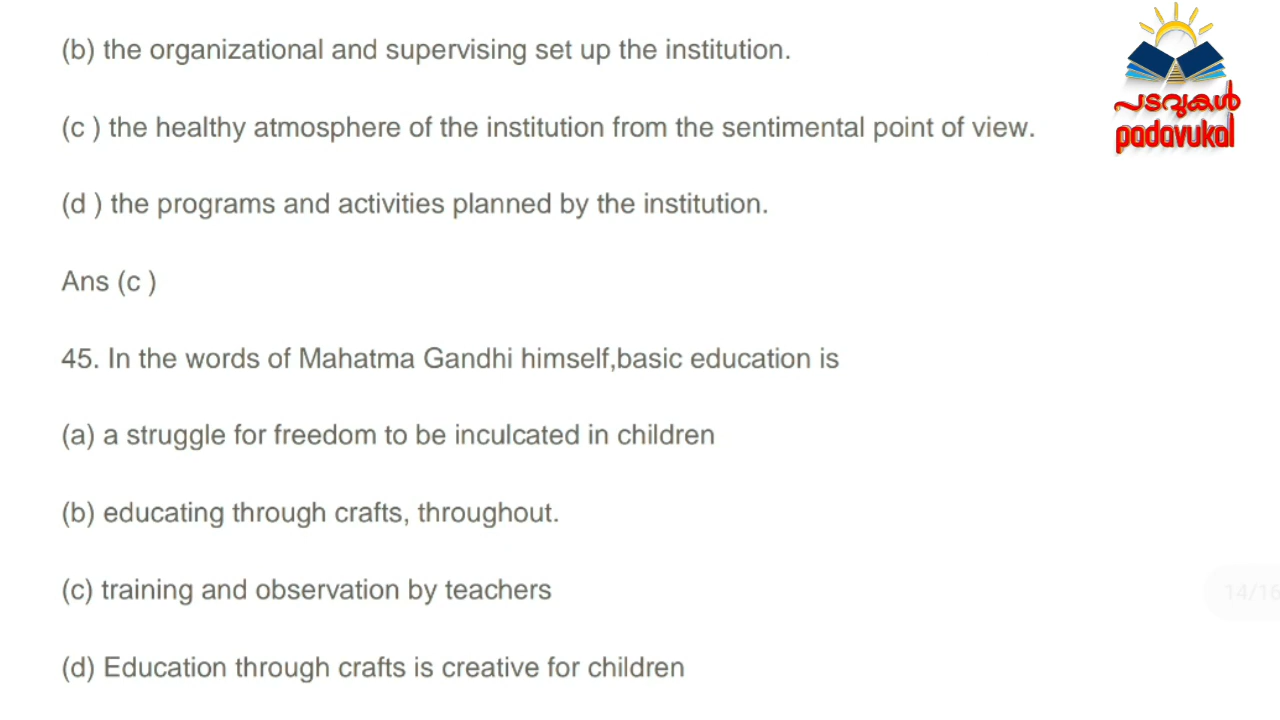 (b) the organizational and supervising set up the institution.
പടവുകൾ
padavukal
(c ) the healthy atmosphere of the institution from the sentimental point of view.
(d ) the programs and activities planned by the institution.
Ans (c )
45. In the words of Mahatma Gandhi himself,basic education is
(a) a struggle for freedom to be inculcated in children
(b) educating through crafts, throughout.
(c) training and observation by teachers
14/16
(d) Education through crafts is creative for children